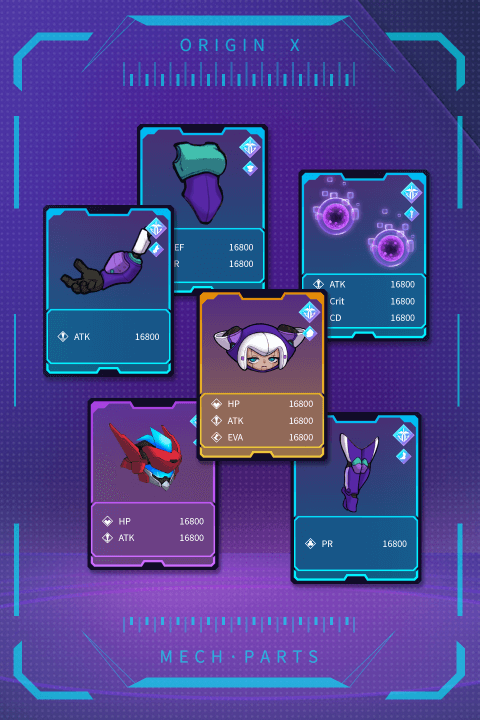 ORIGIN X
EF 16800
R 16800
ATK 16800
Crit 16800
CD 16800
ATK 16800
HP 16800
ATK 16800
EVA 16800
HP 16800
ATK 16800
PR 16800
MECH·PARTS